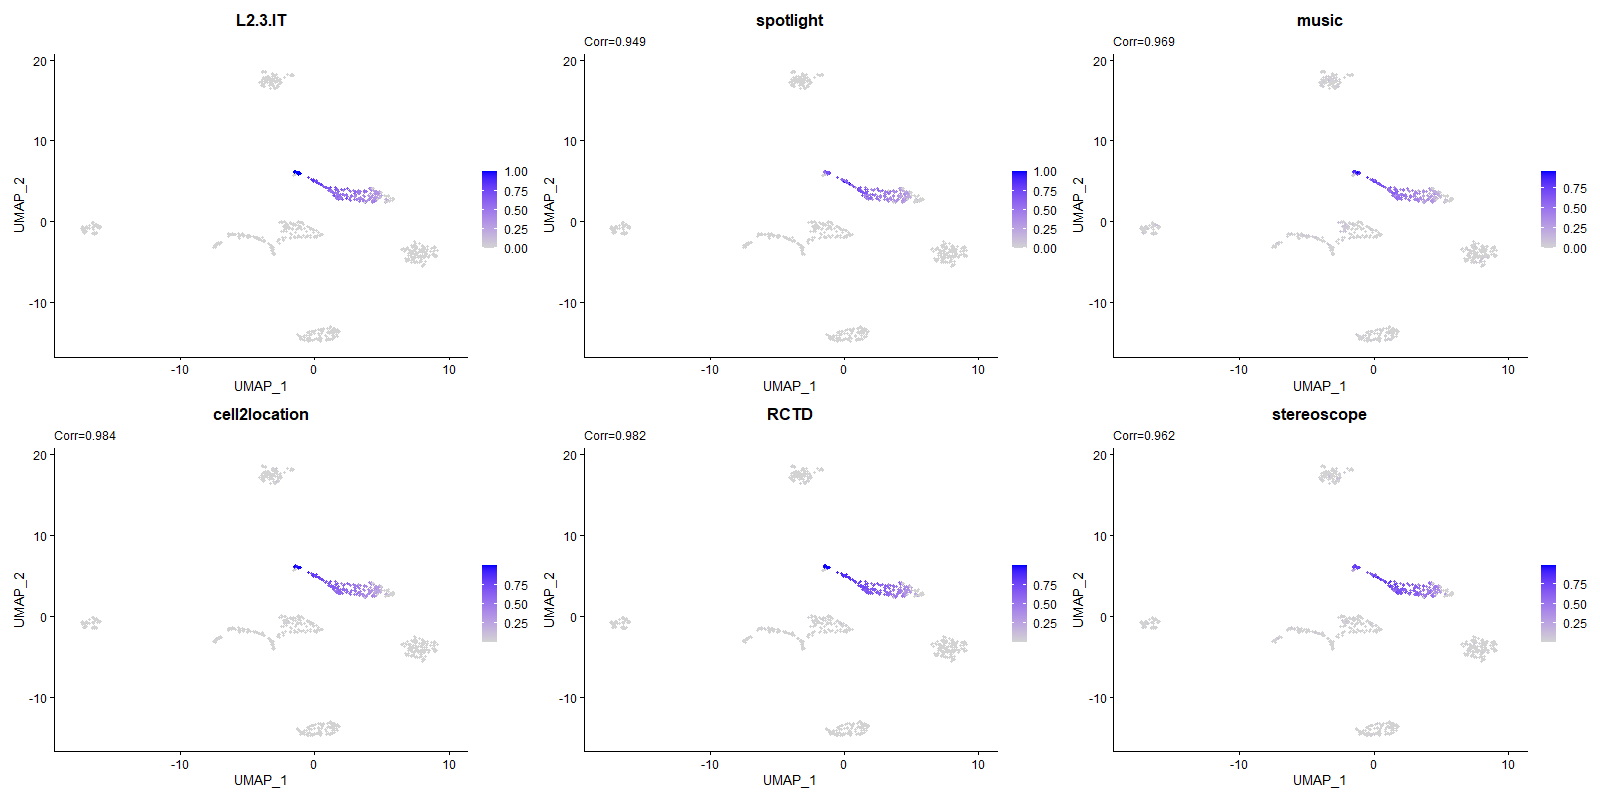 L2.3.IT
20
10
0
-10
UMAP_2
-10
0
10
UMAP_1
1.00
0.75
0.50
0.25
0.00
spotlight
Corr=0.949
20
10
0
-10
UMAP_2
-10
0
10
UMAP_1
1.00
0.75
0.50
0.25
0.00
music
Corr=0.969
20
10
0
-10
UMAP_2
-10
0
10
UMAP_1
0.75
0.50
0.25
0.00
cell2location
Corr=0.984
20
10
0
-10
UMAP_2
-10
0
10
UMAP_1
0.75
0.50
0.25
RCTD
Corr=0.982
20
10
0
-10
UMAP_2
-10
0
10
UMAP_1
0.75
0.50
0.25
stereoscope
Corr=0.962
20
10
0
-10
UMAP_2
-10
0
10
UMAP_1
0.75
0.50
0.25